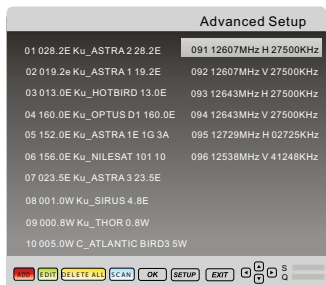 Advanced Setup
01 028.2E Ku_ASTRA 2 28.2E
02 019.2e Ku_ASTRA 1 19.2E
03 013.0E Ku_HOTBIRD 13.0E
04 160.0E Ku_OPTUS D1 160.0E
05 152.0E Ku_ASTRA 1E 1G 3A
06 156.0E Ku_NILESAT 101 10
07 023.5E Ku_ASTRA 3 23.5E
08 001.0W Ku_SIRUS 4.8E
09 000.8W Ku_THOR 0.8W
10 005.0W C_ATLANTIC BIRD3 5W
091 12607MHz H 27500KHz
092 12607MHz V 27500KHz
093 12643MHz H 27500KHz
094 12643MHz V 27500KHz
095 12729MHz H 02725KHz
096 12538MHz V 41248KHz
ADD EDIT DELETE ALL SCAN OK SETUP EXIT S
Q